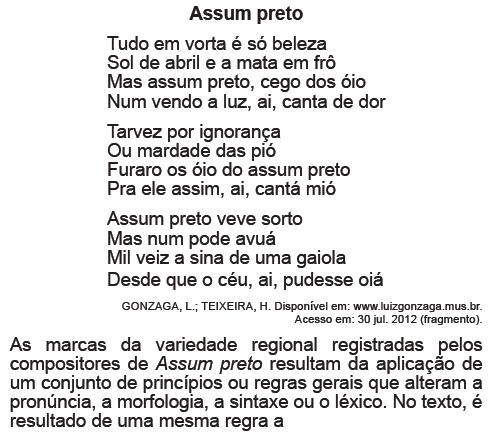 Assum preto
Tudo em vorta é só beleza
Sol de abril e a mata em frô
Mas assum preto, cego dos óio
Num vendo a luz, ai, canta de dor
Tarvez por ignorança
Ou mardade das pió
Furaro os óio do assum preto
Pra ele assim, ai, cantá mió
Assum preto veve sorto
Mas num pode avuá
Mil veiz a sina de uma gaiola
Desde que o céu, ai, pudesse oiá
GONZAGA, L.; TEIXEIRA, H. Disponível em: www.luizgonzaga.mus.br.
Acesso em: 30 jul. 2012 (fragmento).
As marcas da variedade regional registradas pelos
compositores de Assum preto resultam da aplicação de
um conjunto de princípios ou regras gerais que alteram a
pronúncia, a morfologia, a sintaxe ou o léxico. No texto, é
resultado de uma mesma regra a